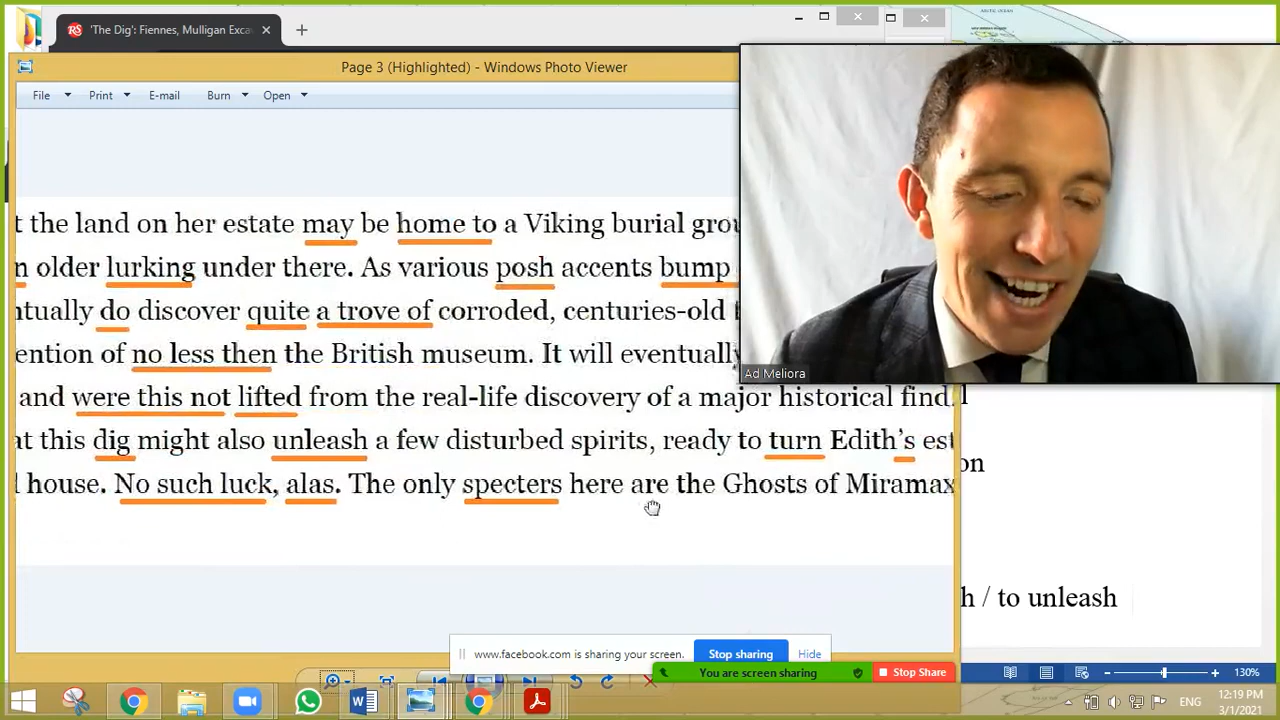 'The Dig': Fiennes, Mulligan Exca
Page 3 (Highlighted) - Windows Photo Viewer
File Print E-mail Burn Open
t the land on her estate may be home to a Viking burial grou
n older lurking under there. As various posh accents bump
ntually do discover quite a trove of corroded, centuries-old
ention of no less then the British museum. It will eventually
and were this not lifted from the real-life discovery of a major historical find.
at this dig might also unleash a few disturbed spirits, ready to turn Edith's est
l house. No such luck, alas. The only specters here are the Ghosts of Miramax
Ad Meliora
on
h / to unleash
www.facebook.com is sharing your screen. Stop sharing Hide
You are screen sharing Stop Share
130%
ENG
12:19 PM
3/1/2021